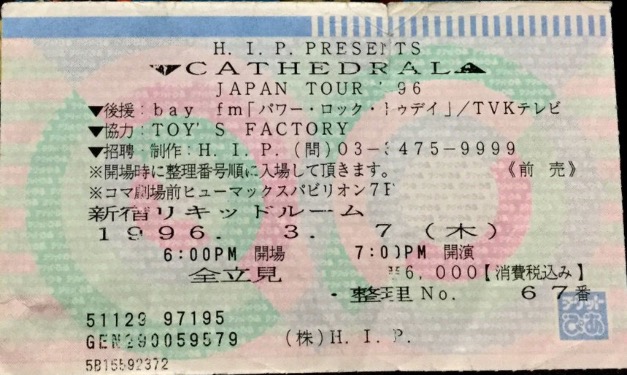 H.I.P.PRESENTS
CATHEDRAL
JAPAN TOUR '96
▼後援:bay fm「パワー・ロック・トゥデイ」/TVKテレビ
▼協力:TOY'S FACTORY
▼招聘・制作:H.I.P.(問)03-3475-9999
※開場時に整理番号順に入場して頂きます。 《前売》
※コマ劇場前ヒューマックスパビリオン7F
新宿リキッドルーム
1996. 3. 7(木)
6:00PM 開場 7:00PM 開演
全立見 ¥6,000【消費税込み】
・整理No. 67番
チケットぴあ
51129 97195
GEN290059579 (株)H.I.P.
5B15592372